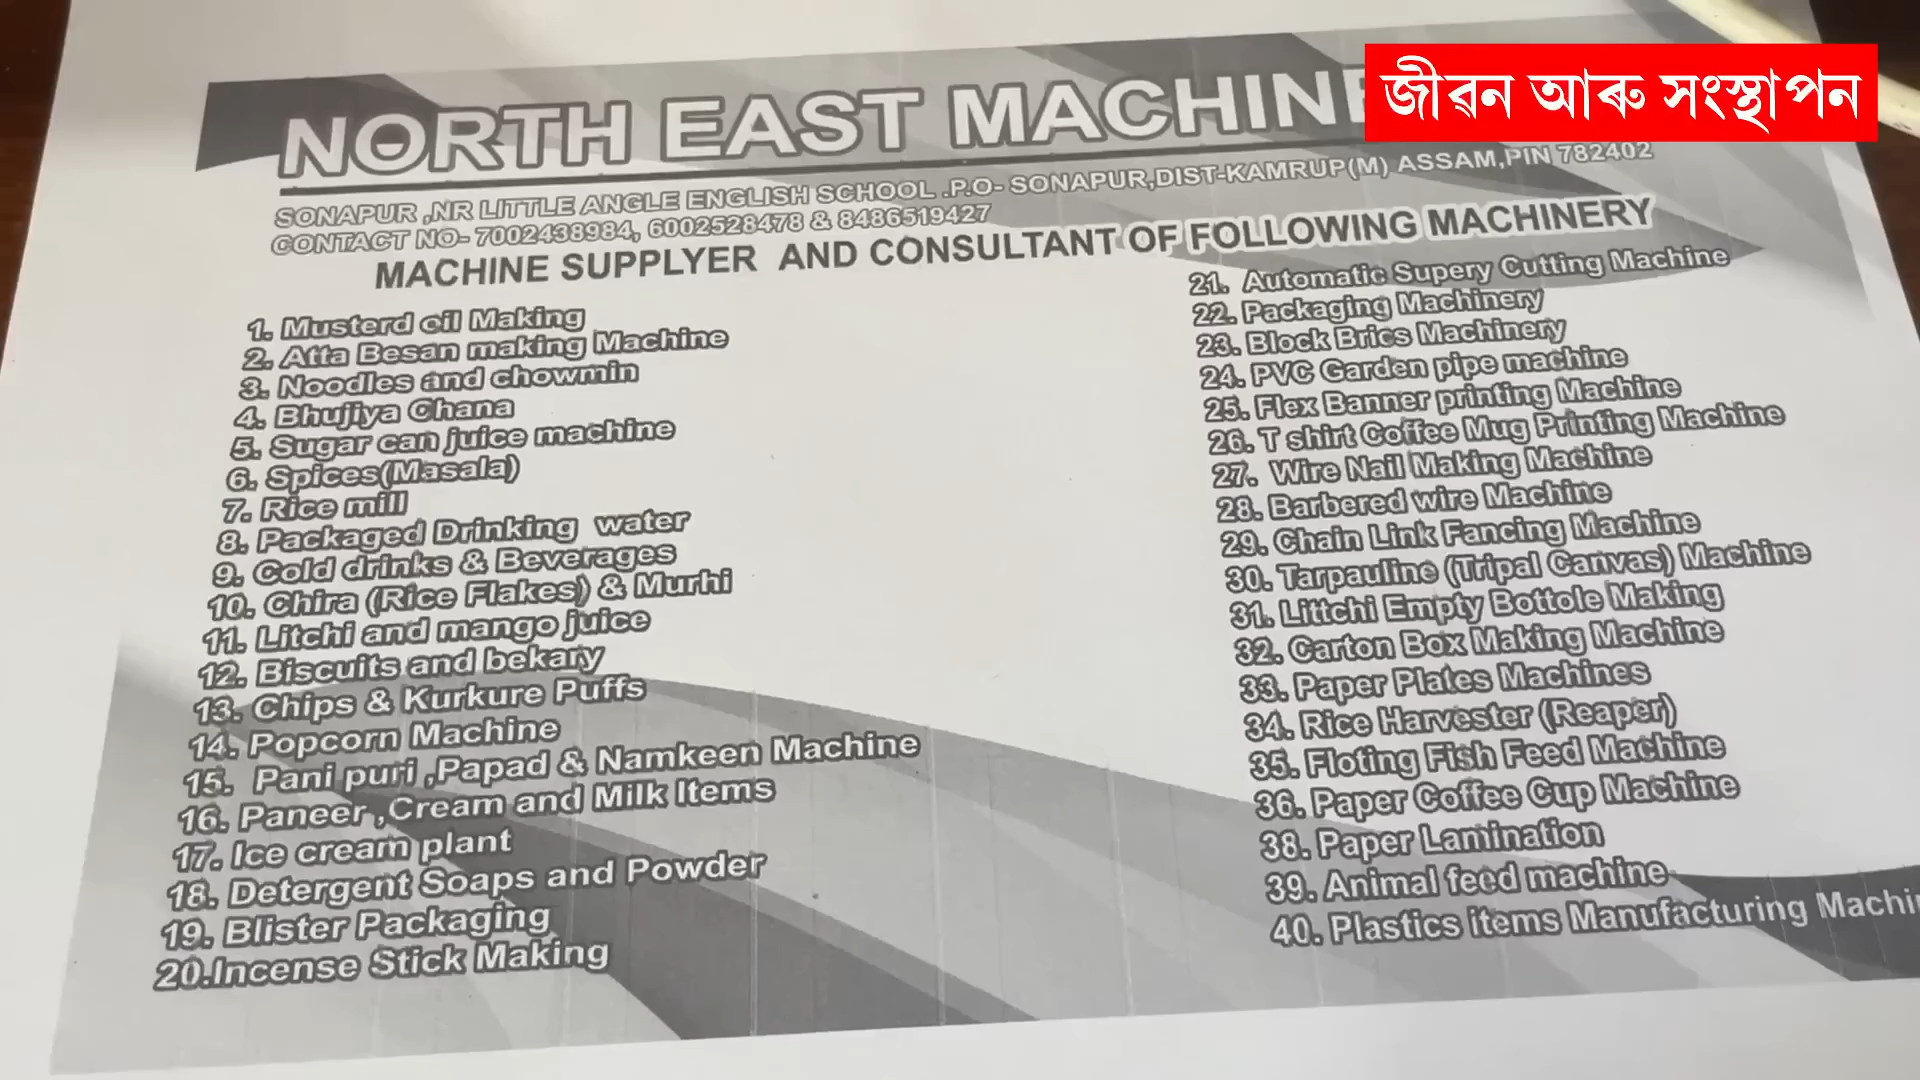 জীৱন আৰু সংস্থাপন
NORTH EAST MACHINE
SONAPUR ,NR LITTLE ANGLE ENGLISH SCHOOL .P.O- SONAPUR,DIST-KAMRUP(M) ASSAM,PIN 782402
CONTACT NO- 7002438984, 6002528478 & 8486519427
MACHINE SUPPLYER AND CONSULTANT OF FOLLOWING MACHINERY
1. Musterd oil Making
2. Atta Besan making Machine
3. Noodles and chowmin
4. Bhujiya Chana
5. Sugar can juice machine
6. Spices(Masala)
7. Rice mill
8. Packaged Drinking water
9. Cold drinks & Beverages
10. Chira (Rice Flakes) & Murhi
11. Litchi and mango juice
12. Biscuits and bekary
13. Chips & Kurkure Puffs
14. Popcorn Machine
15. Pani puri ,Papad & Namkeen Machine
16. Paneer ,Cream and Milk Items
17. Ice cream plant
18. Detergent Soaps and Powder
19. Blister Packaging
20.Incense Stick Making
21. Automatic Supery Cutting Machine
22. Packaging Machinery
23. Block Brics Machinery
24. PVC Garden pipe machine
25. Flex Banner printing Machine
26. T shirt Coffee Mug Printing Machine
27. Wire Nail Making Machine
28. Barbered wire Machine
29. Chain Link Fancing Machine
30. Tarpauline (Tripal Canvas) Machine
31. Littchi Empty Bottole Making
32. Carton Box Making Machine
33. Paper Plates Machines
34. Rice Harvester (Reaper)
35. Floting Fish Feed Machine
36. Paper Coffee Cup Machine
38. Paper Lamination
39. Animal feed machine
40. Plastics items Manufacturing Machin